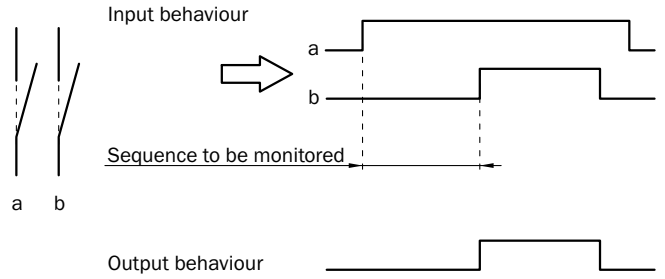 Input behaviour
a
b
Sequence to be monitored
a b
Output behaviour